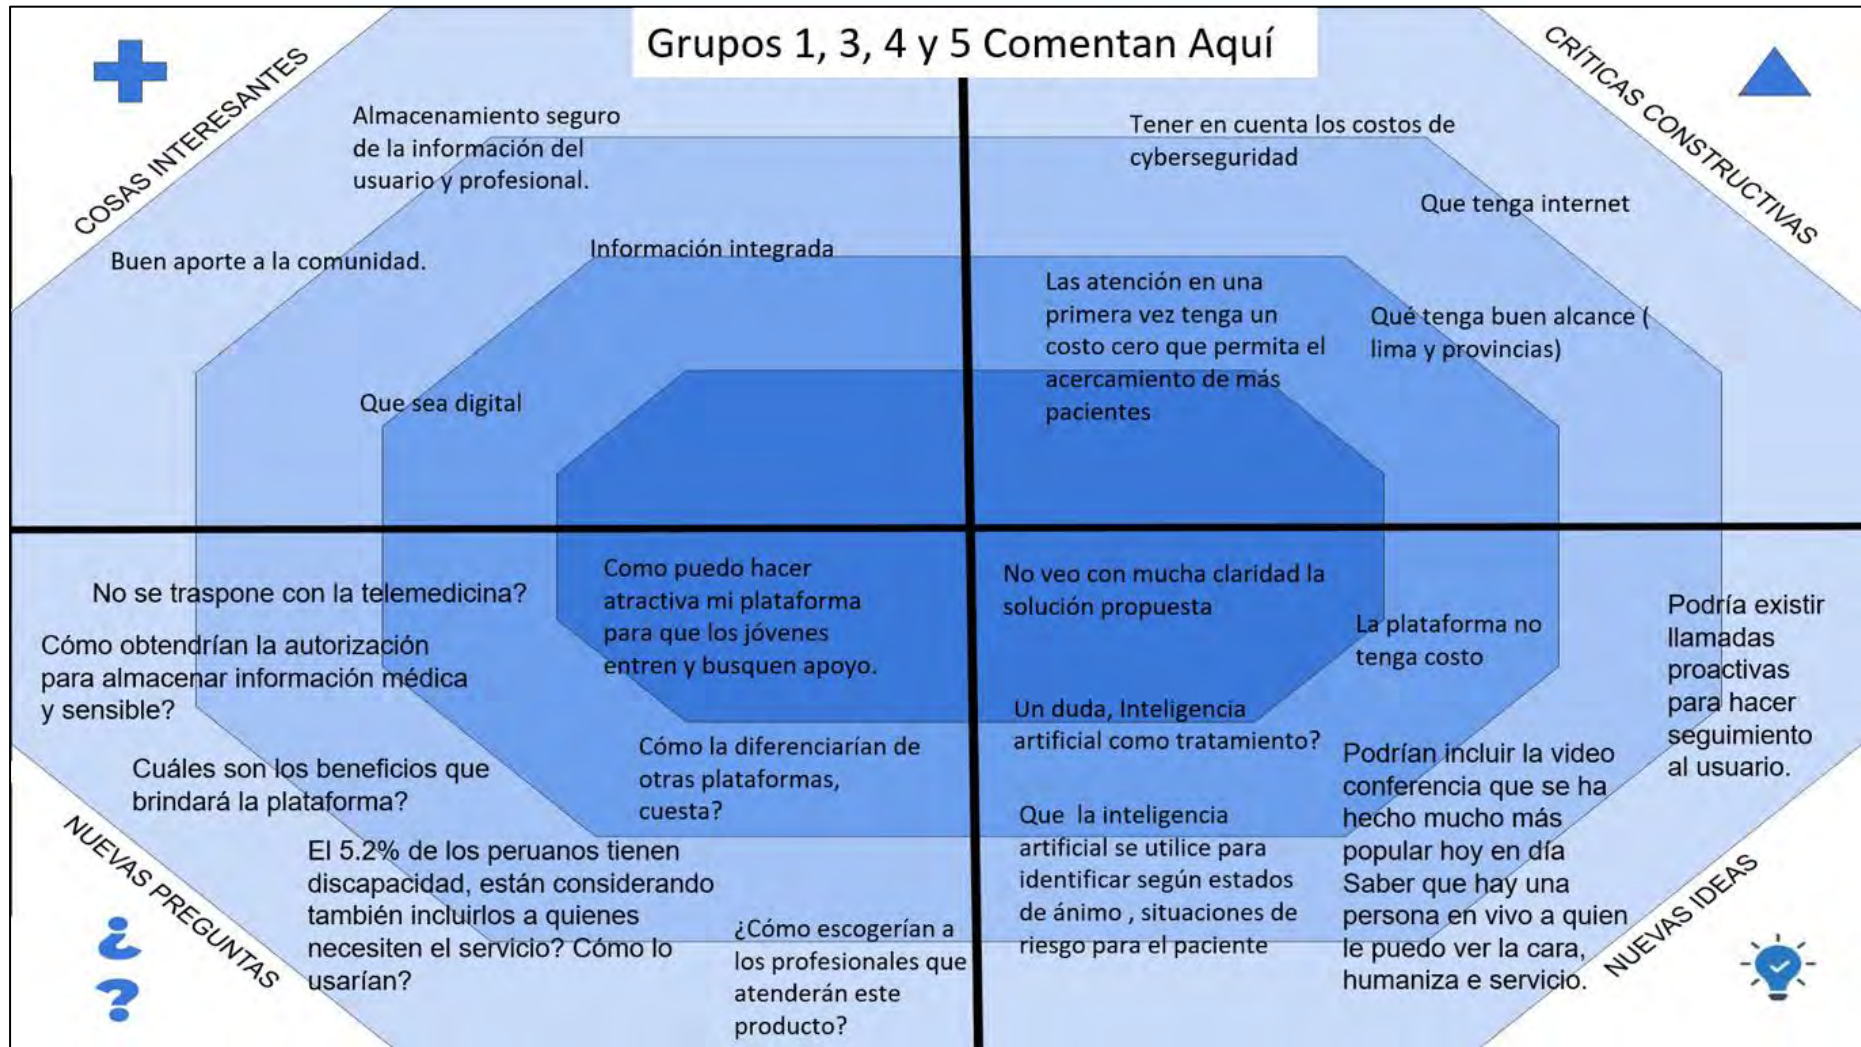 Grupos 1, 3, 4 y 5 Comentan Aquí
COSAS INTERESANTES
Almacenamiento seguro
de la información del
usuario y profesional.
Buen aporte a la comunidad.
Información integrada
Que sea digital
CRÍTICAS CONSTRUCTIVAS
Tener en cuenta los costos de
cyberseguridad
Que tenga internet
Las atención en una
primera vez tenga un
costo cero que permita el
acercamiento de más
pacientes
Qué tenga buen alcance (
lima y provincias)
NUEVAS PREGUNTAS
No se traspone con la telemedicina?
Cómo obtendrían la autorización
para almacenar información médica
y sensible?
Cuáles son los beneficios que
brindará la plataforma?
El 5.2% de los peruanos tienen
discapacidad, están considerando
también incluirlos a quienes
necesiten el servicio? Cómo lo
usarían?
Como puedo hacer
atractiva mi plataforma
para que los jóvenes
entren y busquen apoyo.
Cómo la diferenciarían de
otras plataformas,
cuesta?
¿Cómo escogerían a
los profesionales que
atenderán este
producto?
¿
?
NUEVAS IDEAS
No veo con mucha claridad la
solución propuesta
La plataforma no
tenga costo
Un duda, Inteligencia
artificial como tratamiento?
Que la inteligencia
artificial se utilice para
identificar según estados
de ánimo , situaciones de
riesgo para el paciente
Podrían incluir la video
conferencia que se ha
hecho mucho más
popular hoy en día
Saber que hay una
persona en vivo a quien
le puedo ver la cara,
humaniza e servicio.
Podría existir
llamadas
proactivas
para hacer
seguimiento
al usuario.